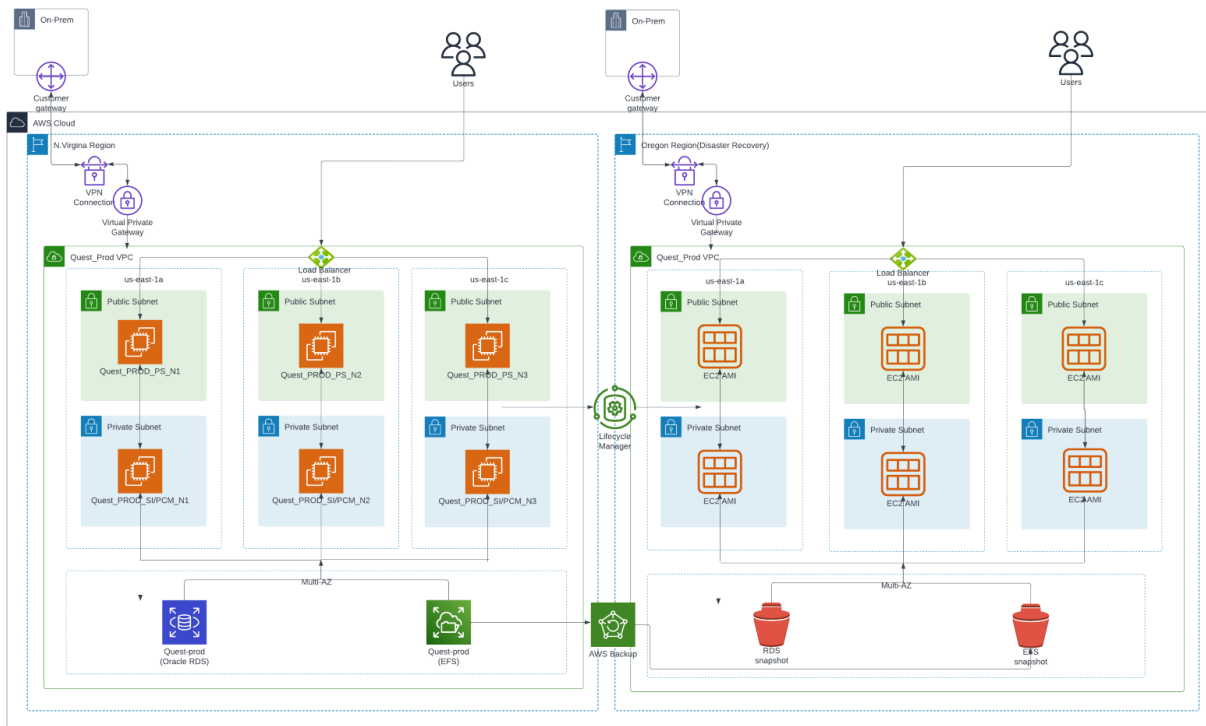 On-Prem
Users
Customer
gateway
On-Prem
Users
Customer
gateway
AWS Cloud
N.Virgina Region
VPN
Connection
Virtual Private
Gateway
Oregon Region(Disaster Recovery)
VPN
Connection
Virtual Private
Gateway
Quest_Prod VPC
Load Balancer
us-east-1a
us-east-1b
us-east-1c
Public Subnet
Public Subnet
Public Subnet
Quest_PROD_PS_N1
Quest_PROD_PS_N2
Quest_PROD_PS_N3
Private Subnet
Private Subnet
Private Subnet
Quest_PROD_SI/PCM_N1
Quest_PROD_SI/PCM_N2
Quest_PROD_SI/PCM_N3
Multi-AZ
Quest-prod
(Oracle RDS)
Quest-prod
(EFS)
Lifecycle
Manager
AWS Backup
Quest_Prod VPC
Load Balancer
us-east-1a
us-east-1b
us-east-1c
Public Subnet
Public Subnet
Public Subnet
EC2 AMI
EC2 AMI
EC2 AMI
Private Subnet
Private Subnet
Private Subnet
EC2 AMI
EC2 AMI
EC2 AMI
Multi-AZ
RDS
snapshot
EFS
snapshot